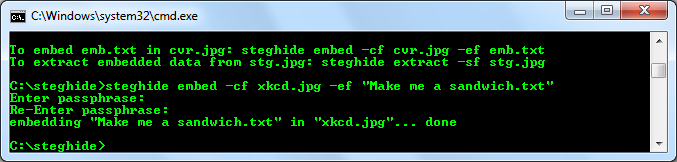 C:\Windows\system32\cmd.exe
To embed emb.txt in cvr.jpg: steghide embed -cf cvr.jpg -ef emb.txt
To extract embedded data from stg.jpg: steghide extract -sf stg.jpg
C:\steghide>steghide embed -cf xkcd.jpg -ef "Make me a sandwich.txt"
Enter passphrase:
Re-Enter passphrase:
embedding "Make me a sandwich.txt" in "xkcd.jpg"... done
C:\steghide>